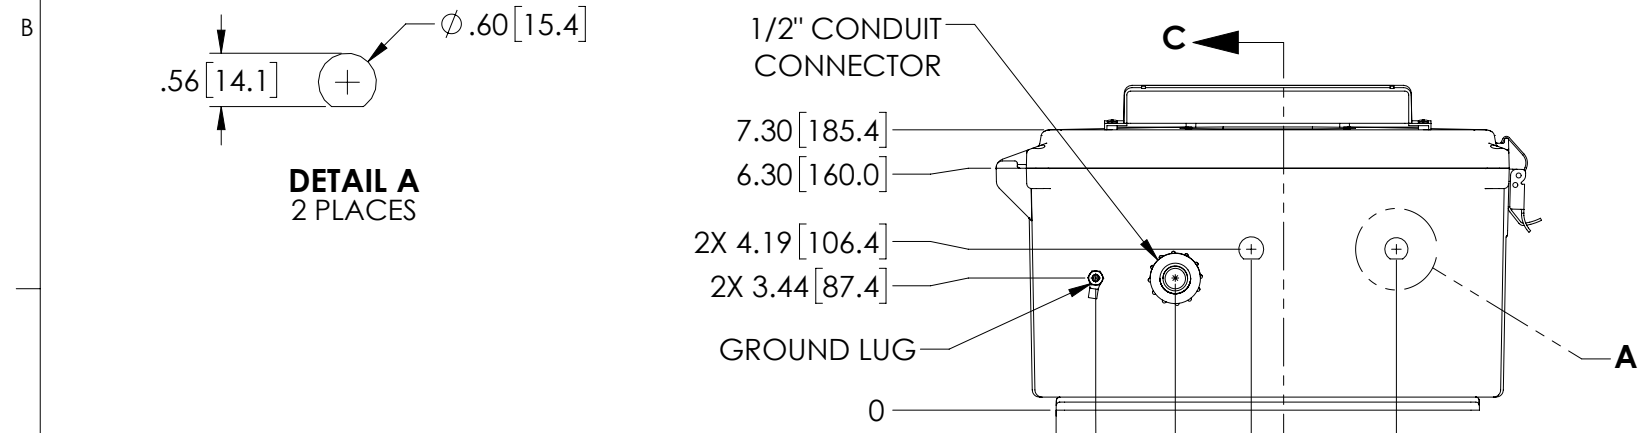 B
⌀ .60[15.4]
.56[14.1]
DETAIL A
2 PLACES
1/2" CONDUIT
CONNECTOR
C
7.30[185.4]
6.30[160.0]
2X 4.19[106.4]
2X 3.44[87.4]
GROUND LUG
A
0